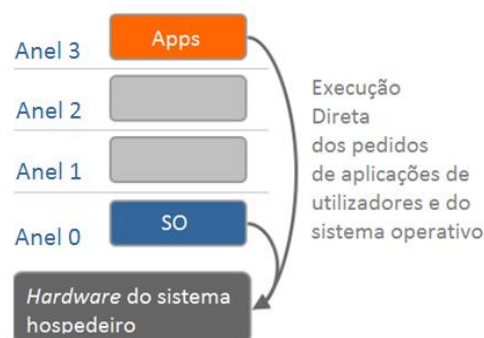 Anel 3
Apps
Anel 2
Anel 1
Anel 0
SO
Execução
Direta
dos pedidos
de aplicações de
utilizadores e do
sistema operativo
Hardware do sistema
hospedeiro